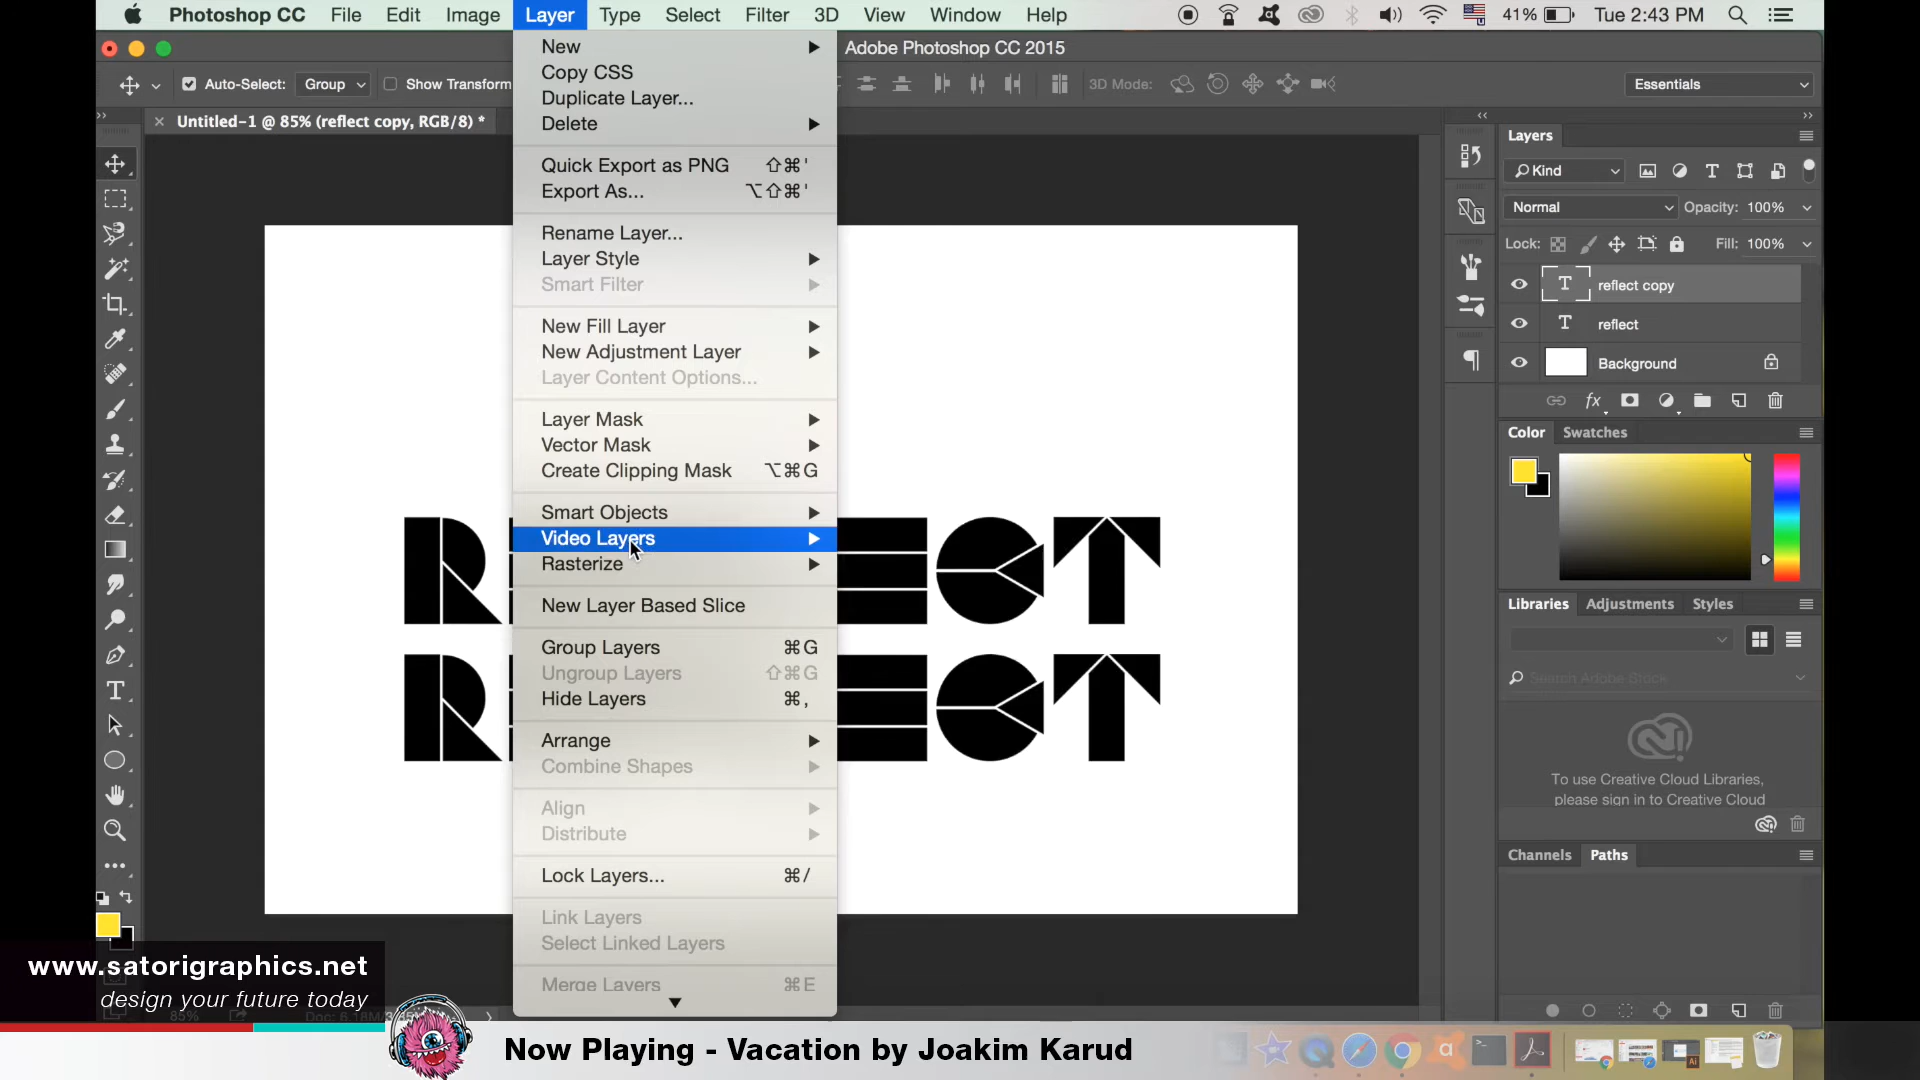 Photoshop CC File Edit Image Layer Type Select Filter 3D View Window Help 41% Tue 2:43 PM
Adobe Photoshop CC 2015
Auto-Select: Group Show Transform 3D Mode: Essentials
Untitled-1 @ 85% (reflect copy, RGB/8) *
New
Copy CSS
Duplicate Layer...
Delete
Quick Export as PNG ⇧⌘'
Export As... ⌥⇧⌘'
Rename Layer...
Layer Style
Smart Filter
New Fill Layer
New Adjustment Layer
Layer Content Options...
Layer Mask
Vector Mask
Create Clipping Mask ⌥⌘G
Smart Objects
Video Layers
Rasterize
New Layer Based Slice
Group Layers ⌘G
Ungroup Layers ⇧⌘G
Hide Layers ⌘,
Arrange
Combine Shapes
Align
Distribute
Lock Layers... ⌘/
Link Layers
Select Linked Layers
Merge Layers ⌘E
R ECT
R ECT
Layers
Kind
Normal Opacity: 100%
Lock: Fill: 100%
T reflect copy
T reflect
Background
Color Swatches
Libraries Adjustments Styles
Search Adobe Stock
To use Creative Cloud Libraries,
please sign in to Creative Cloud
Channels Paths
85%
www.satorigraphics.net
design your future today
Now Playing - Vacation by Joakim Karud